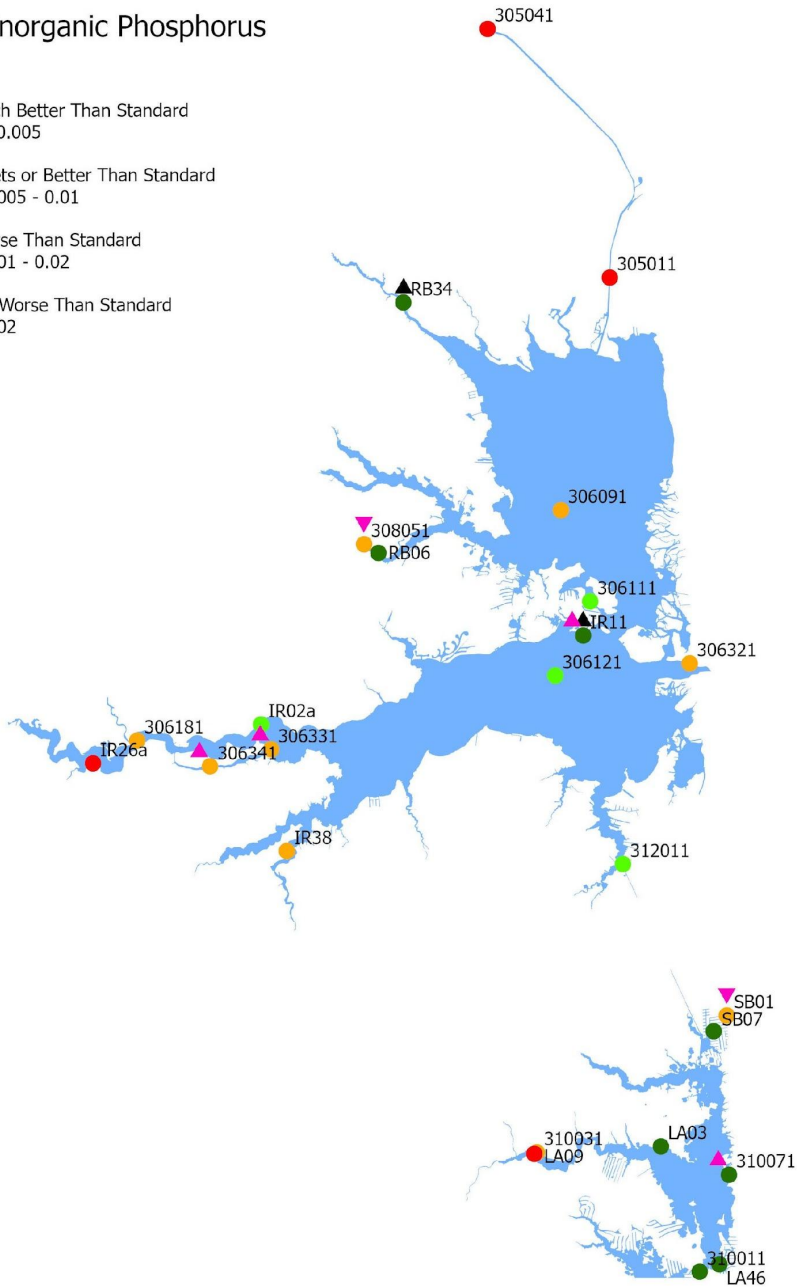 norganic Phosphorus
h Better Than Standard
0.005
ts or Better Than Standard
005 - 0.01
se Than Standard
01 - 0.02
Worse Than Standard
02
305041
305011
RB34
306091
308051
RB06
306111
IR11
306121
306321
IR02a
306181
306331
IR26a
306341
IR38
312011
SB01
SB07
310031
LA03
LA09
310071
310011
LA46